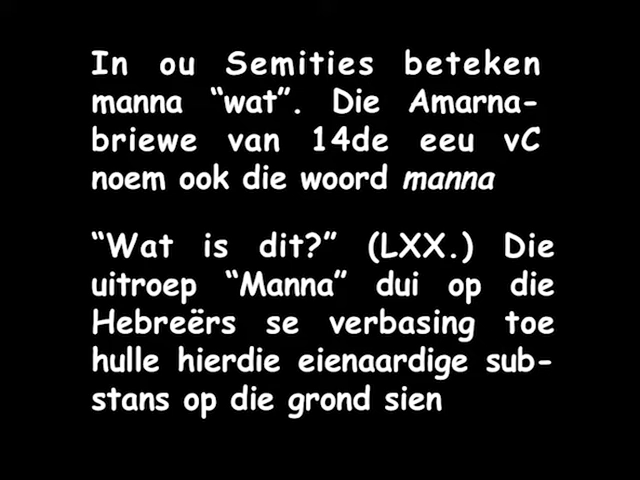 In ou Semities beteken
manna “wat”. Die Amarna-
briewe van 14de eeu vC
noem ook die woord manna
“Wat is dit?” (LXX.) Die
uitroep “Manna” dui op die
Hebreërs se verbasing toe
hulle hierdie eienaardige sub-
stans op die grond sien